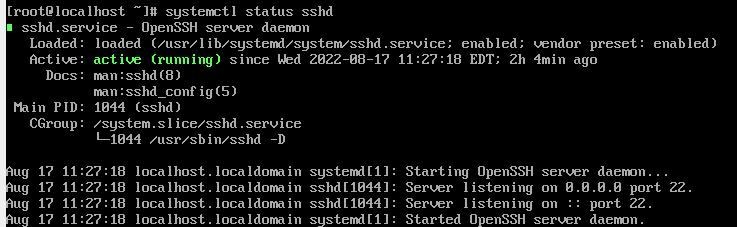 [root@localhost ~]# systemctl status sshd
sshd.service - OpenSSH server daemon
Loaded: loaded (/usr/lib/systemd/system/sshd.service; enabled; vendor preset: enabled)
Active: active (running) since Wed 2022-08-17 11:27:18 EDT; 2h 4min ago
Docs: man:sshd(8)
man:sshd_config(5)
Main PID: 1044 (sshd)
CGroup: /system.slice/sshd.service
└─1044 /usr/sbin/sshd -D
Aug 17 11:27:18 localhost.localdomain systemd[1]: Starting OpenSSH server daemon...
Aug 17 11:27:18 localhost.localdomain sshd[1044]: Server listening on 0.0.0.0 port 22.
Aug 17 11:27:18 localhost.localdomain sshd[1044]: Server listening on :: port 22.
Aug 17 11:27:18 localhost.localdomain systemd[1]: Started OpenSSH server daemon.